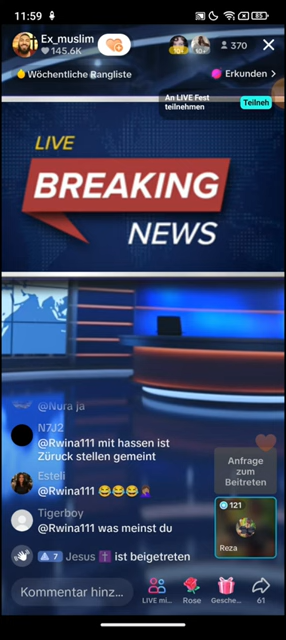 11:59
85
Ex_muslim
145.6K
370
Wöchentliche Rangliste
Erkunden >
An LIVE Fest
teilnehmen
Teilneh
LIVE
BREAKING
NEWS
@Nura ja
N7J2
@Rwina111 mit hassen ist
Züruck stellen gemeint
Esteli
@Rwina111 😂😂😂🤦🏽‍♀️
Tigerboy
@Rwina111 was meinst du
7 Jesus ✝️ ist beigetreten
Anfrage
zum
Beitreten
121
Reza
Kommentar hinz...
LIVE mi...
Rose
Gesche...
61